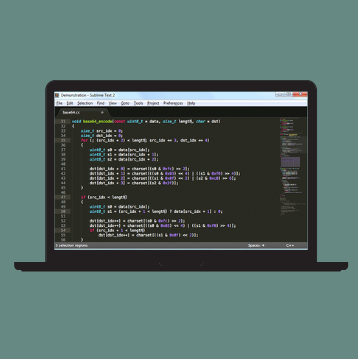 Demonstration - Sublime Text 2
File Edit Selection Find View Goto Tools Project Preferences Help
base64.cc
void base64_encode(const uint8_t * data, size_t length, char * dst)
{
size_t src_idx = 0;
size_t dst_idx = 0;
for (; (src_idx + 2) < length; src_idx += 3, dst_idx += 4)
{
uint8_t s0 = data[src_idx];
uint8_t s1 = data[src_idx + 1];
uint8_t s2 = data[src_idx + 2];
dst[dst_idx + 0] = charset[(s0 & 0xfc) >> 2];
dst[dst_idx + 1] = charset[((s0 & 0x03) << 4) | ((s1 & 0xf0) >> 4)];
dst[dst_idx + 2] = charset[((s1 & 0x0f) << 2) | (s2 & 0xc0) >> 6];
dst[dst_idx + 3] = charset[(s2 & 0x3f)];
}
if (src_idx < length)
{
uint8_t s0 = data[src_idx];
uint8_t s1 = (src_idx + 1 < length) ? data[src_idx + 1] : 0;
dst[dst_idx++] = charset[(s0 & 0xfc) >> 2];
dst[dst_idx++] = charset[((s0 & 0x03) << 4) | ((s1 & 0xf0) >> 4)];
if (src_idx + 1 < length)
dst[dst_idx++] = charset[((s1 & 0x0f) << 2)];
}
3 selection regions Spaces: 4 C++